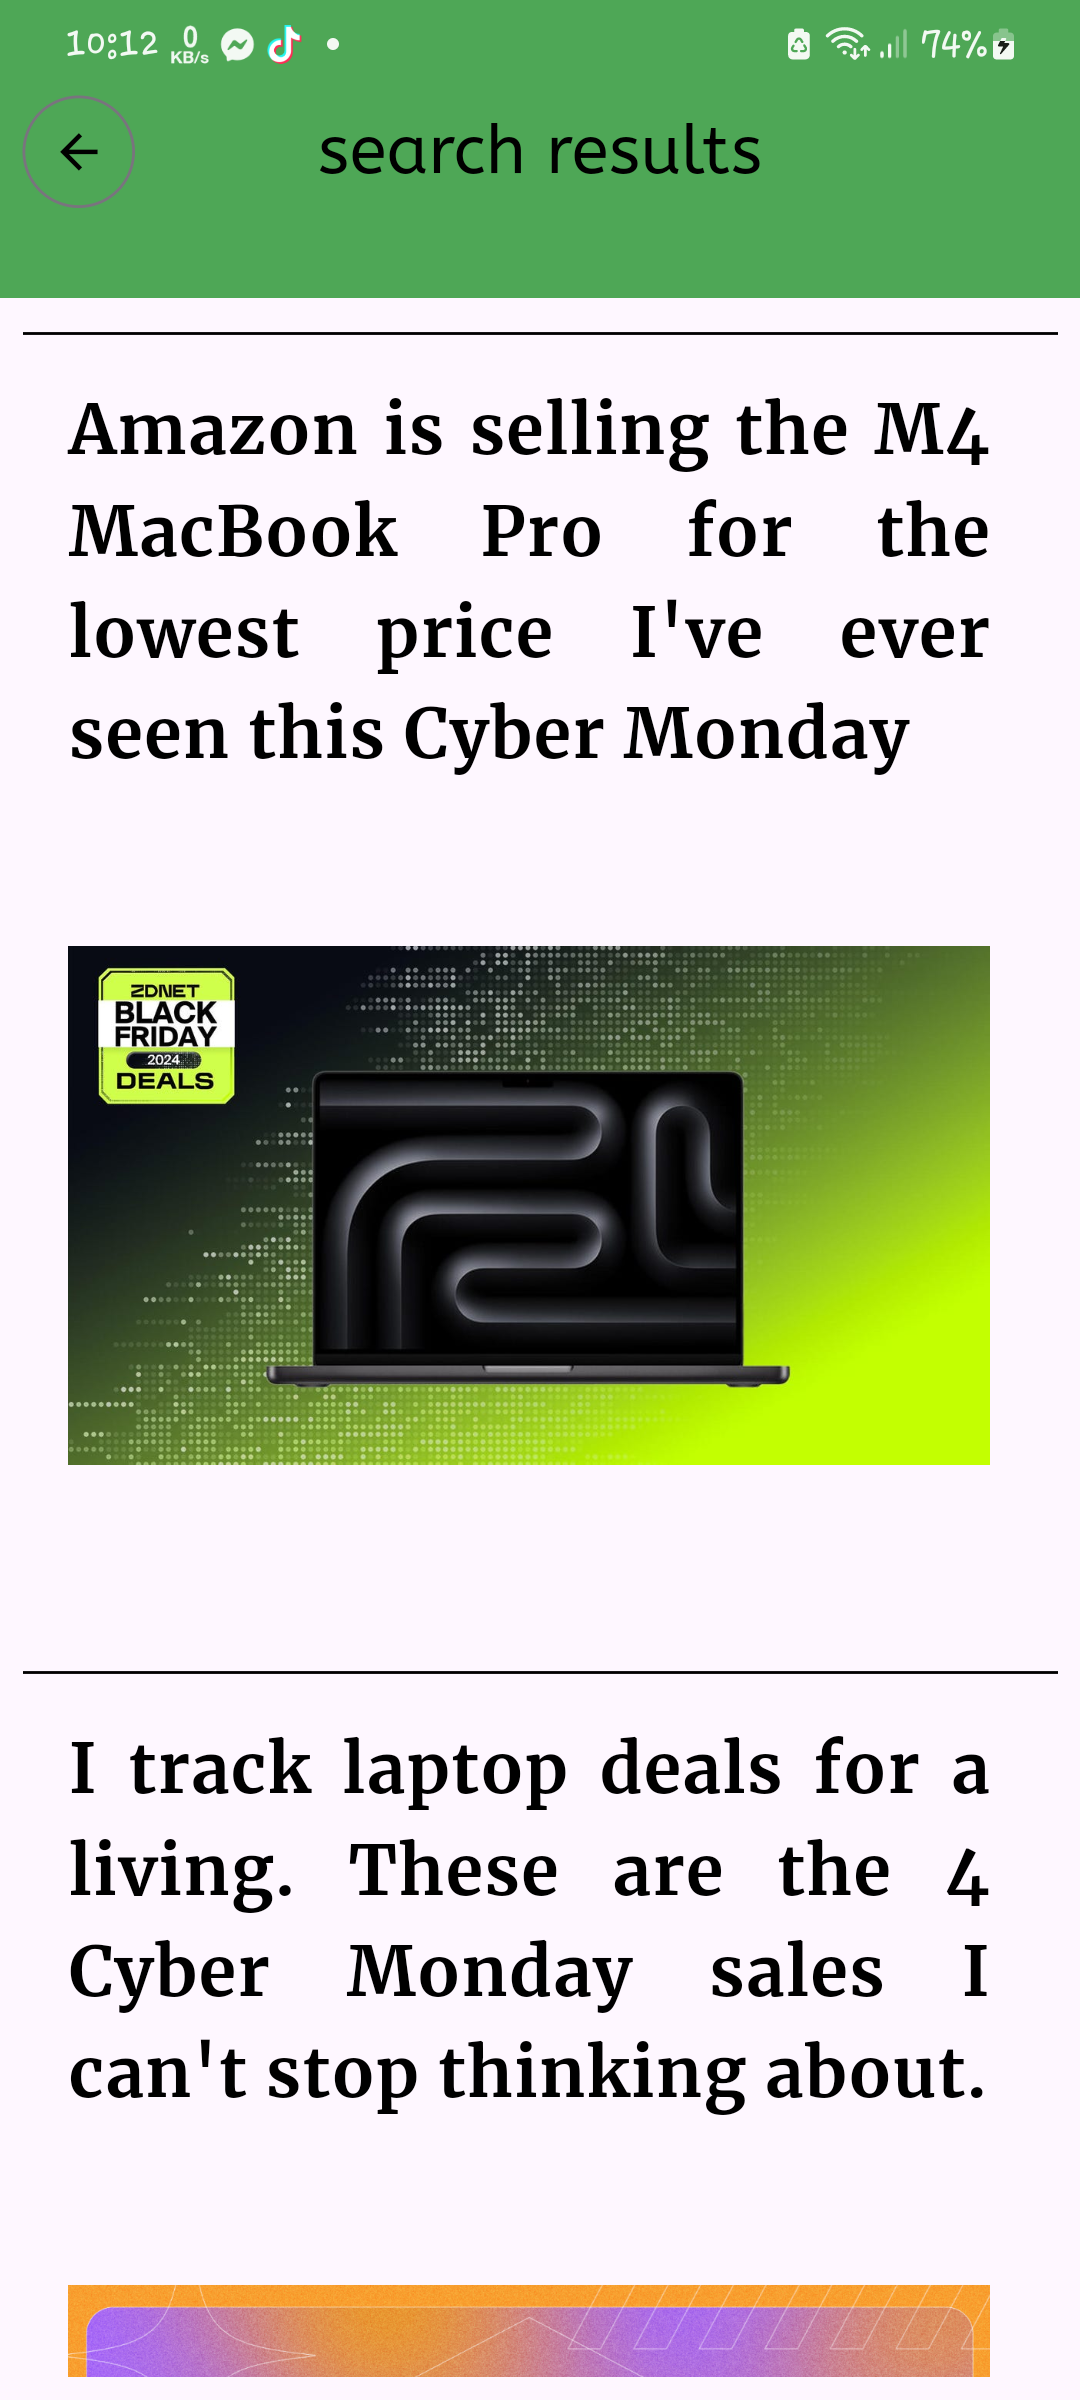 10:12 0 KB/s 74%
search results
Amazon is selling the M4
MacBook Pro for the
lowest price I've ever
seen this Cyber Monday
ZDNET
BLACK
FRIDAY
2024
DEALS
I track laptop deals for a
living. These are the 4
Cyber Monday sales I
can't stop thinking about.